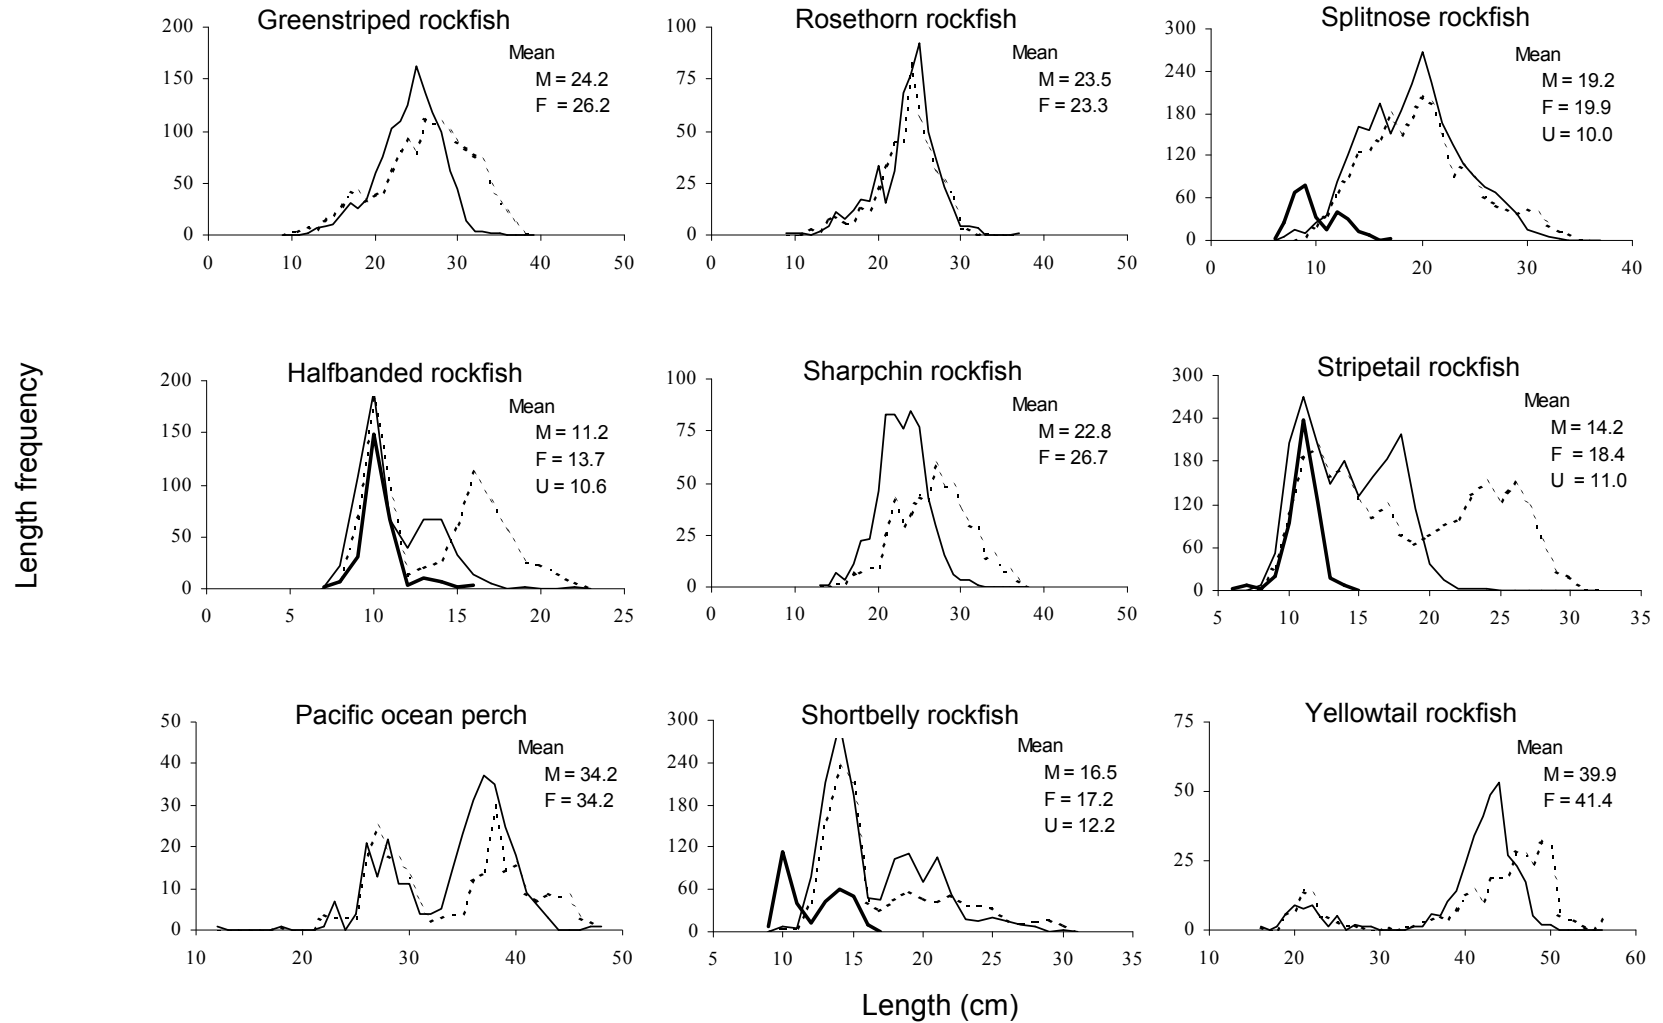 Greenstriped rockfish
Mean
M = 24.2
F = 26.2
200
150
100
50
0
0 10 20 30 40 50
Rosethorn rockfish
Mean
M = 23.5
F = 23.3
100
75
50
25
0
0 10 20 30 40 50
Splitnose rockfish
Mean
M = 19.2
F = 19.9
U = 10.0
300
240
180
120
60
0
0 10 20 30 40
Length frequency
Halfbanded rockfish
Mean
M = 11.2
F = 13.7
U = 10.6
200
150
100
50
0
0 5 10 15 20 25
Sharpchin rockfish
Mean
M = 22.8
F = 26.7
100
75
50
25
0
0 10 20 30 40 50
Stripetail rockfish
Mean
M = 14.2
F = 18.4
U = 11.0
300
240
180
120
60
0
5 10 15 20 25 30 35
Pacific ocean perch
Mean
M = 34.2
F = 34.2
50
40
30
20
10
0
10 20 30 40 50
Shortbelly rockfish
Mean
M = 16.5
F = 17.2
U = 12.2
300
240
180
120
60
0
5 10 15 20 25 30 35
Yellowtail rockfish
Mean
M = 39.9
F = 41.4
75
50
25
0
10 20 30 40 50 60
Length (cm)